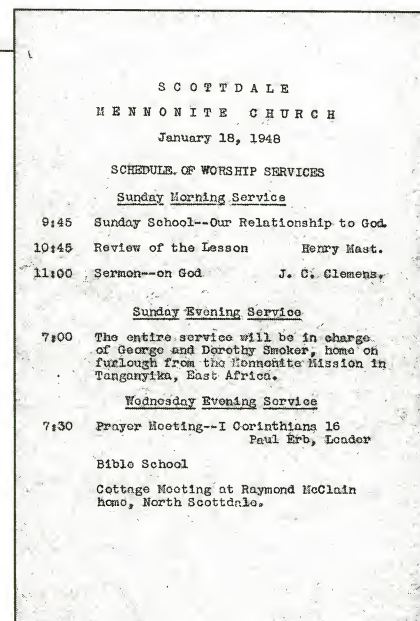 SCOTTDALE
MENNONITE CHURCH
January 18, 1948
SCHEDULE OF WORSHIP SERVICES
Sunday Morning Service
9:45 Sunday School--Our Relationship to God.
10:45 Review of the Lesson Henry Mast.
11:00 Sermon--on God J. C. Clemens.
Sunday Evening Service
7:00 The entire service will be in charge
of George and Dorothy Smoker, home on
furlough from the Mennonite Mission in
Tanganyika, East Africa.
Wednesday Evening Service
7:30 Prayer Meeting--I Corinthians 16
Paul Erb, Leader
Bible School
Cottage Meeting at Raymond McClain
home, North Scottdale.